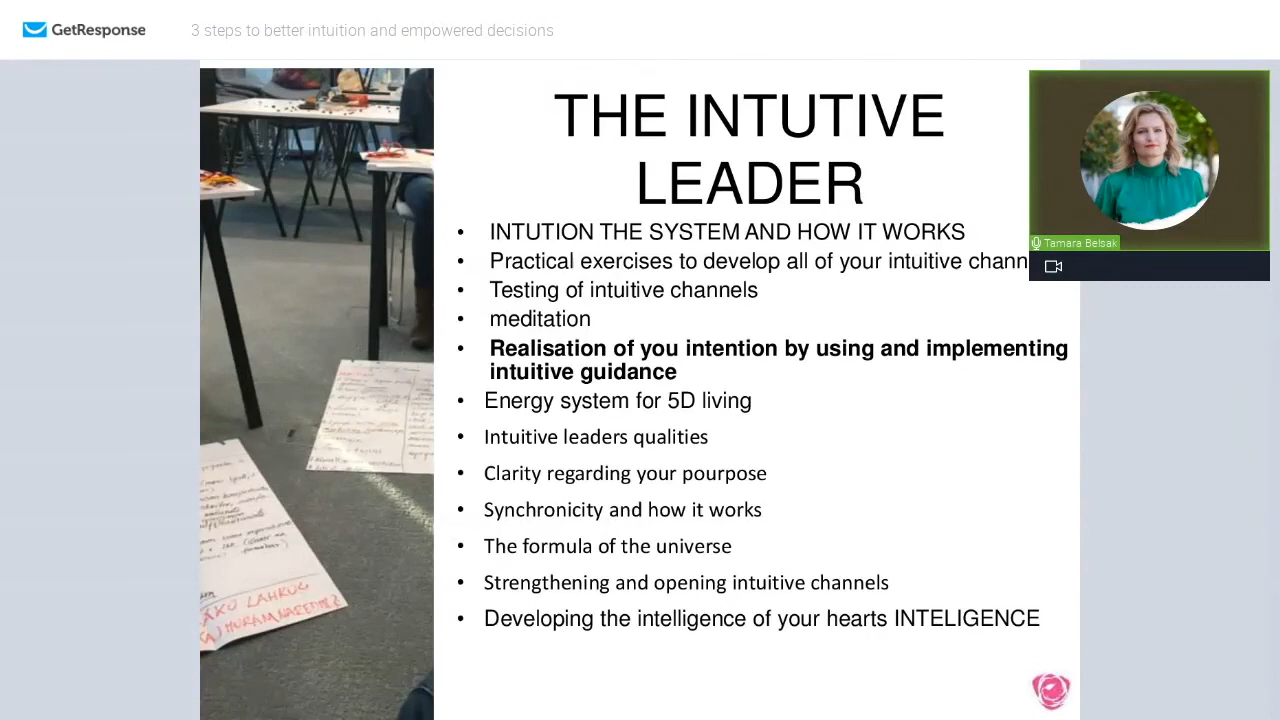 GetResponse
3 steps to better intuition and empowered decisions
THE INTUTIVE
LEADER
• INTUTION THE SYSTEM AND HOW IT WORKS
• Practical exercises to develop all of your intuitive chann
• Testing of intuitive channels
• meditation
• Realisation of you intention by using and implementing
intuitive guidance
• Energy system for 5D living
• Intuitive leaders qualities
• Clarity regarding your pourpose
• Synchronicity and how it works
• The formula of the universe
• Strengthening and opening intuitive channels
• Developing the intelligence of your hearts INTELIGENCE
Tamara Belsak
LAHKO